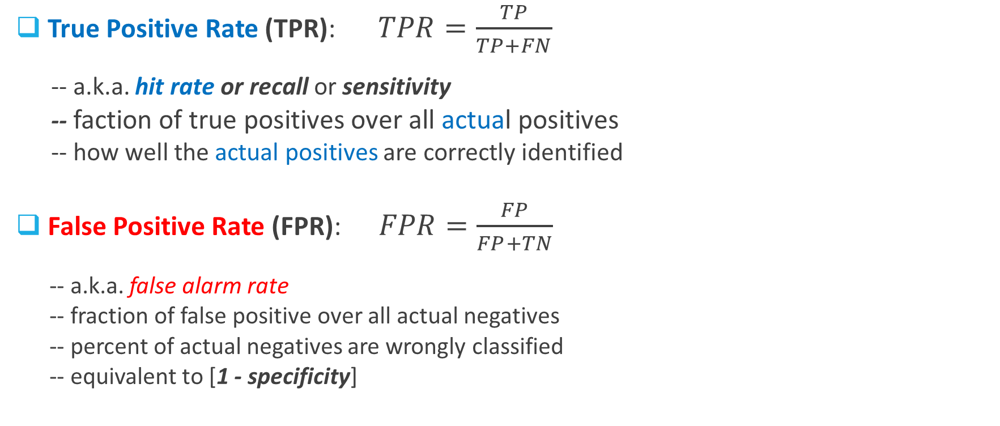 ❑ True Positive Rate (TPR): TPR = TP / TP+FN
-- a.k.a. hit rate or recall or sensitivity
-- faction of true positives over all actual positives
-- how well the actual positives are correctly identified
❑ False Positive Rate (FPR): FPR = FP / FP+TN
-- a.k.a. false alarm rate
-- fraction of false positive over all actual negatives
-- percent of actual negatives are wrongly classified
-- equivalent to [1 - specificity]